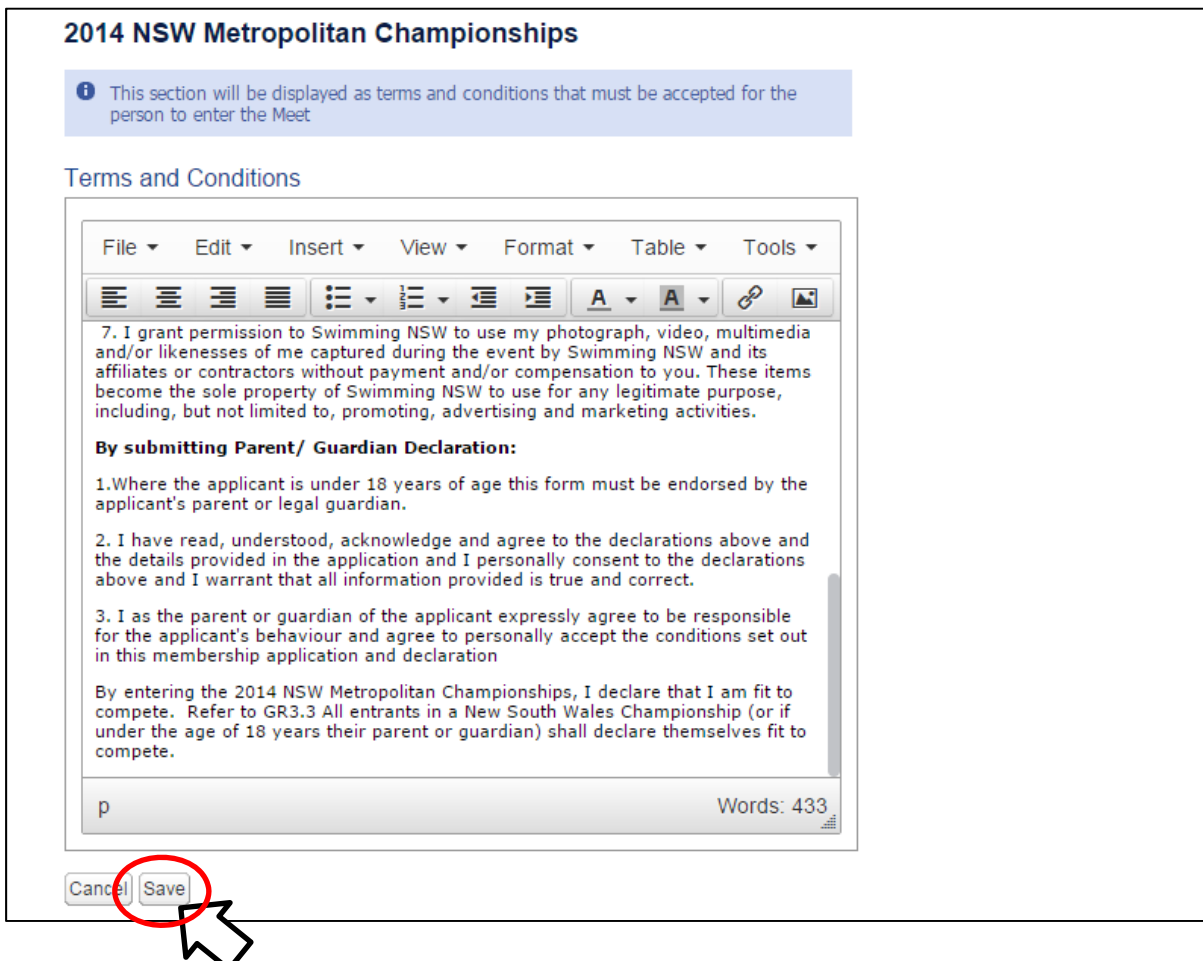 2014 NSW Metropolitan Championships
This section will be displayed as terms and conditions that must be accepted for the
person to enter the Meet
Terms and Conditions
File Edit Insert View Format Table Tools
A A
7. I grant permission to Swimming NSW to use my photograph, video, multimedia
and/or likenesses of me captured during the event by Swimming NSW and its
affiliates or contractors without payment and/or compensation to you. These items
become the sole property of Swimming NSW to use for any legitimate purpose,
including, but not limited to, promoting, advertising and marketing activities.
By submitting Parent/ Guardian Declaration:
1.Where the applicant is under 18 years of age this form must be endorsed by the
applicant's parent or legal guardian.
2. I have read, understood, acknowledge and agree to the declarations above and
the details provided in the application and I personally consent to the declarations
above and I warrant that all information provided is true and correct.
3. I as the parent or guardian of the applicant expressly agree to be responsible
for the applicant's behaviour and agree to personally accept the conditions set out
in this membership application and declaration
By entering the 2014 NSW Metropolitan Championships, I declare that I am fit to
compete.  Refer to GR3.3 All entrants in a New South Wales Championship (or if
under the age of 18 years their parent or guardian) shall declare themselves fit to
compete.
p Words: 433
Cancel Save